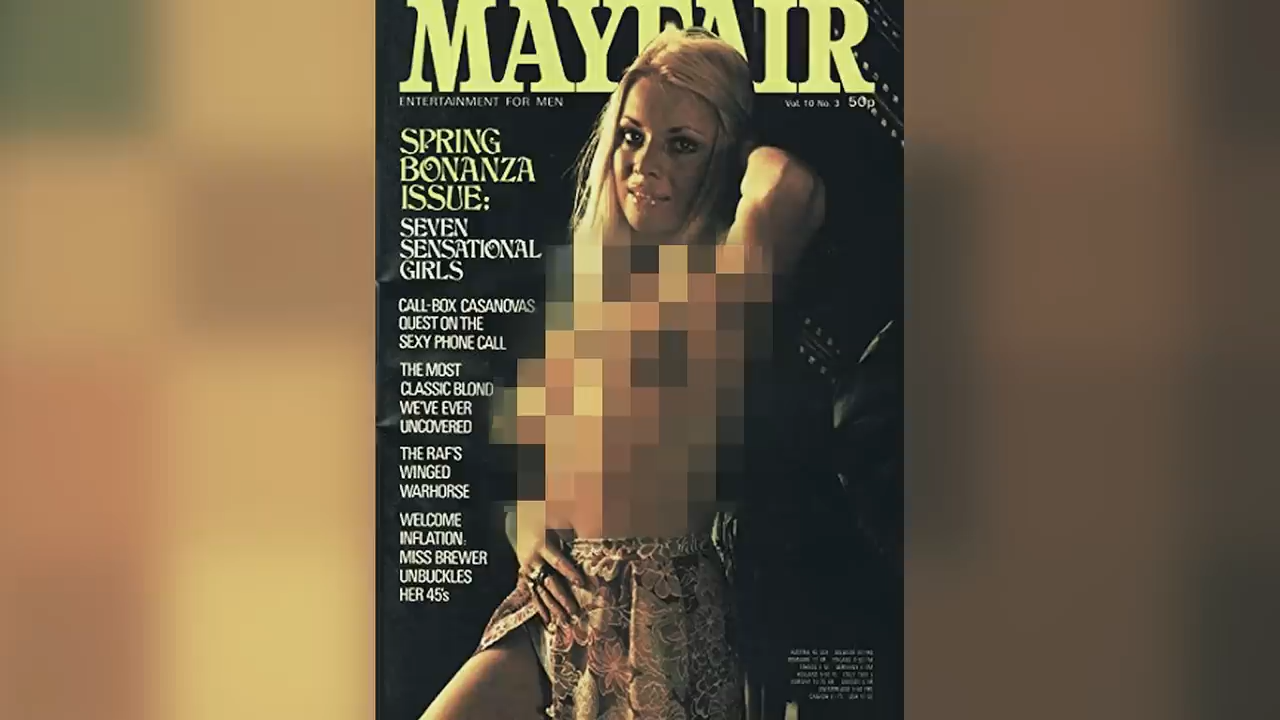 MAYFAIR
ENTERTAINMENT FOR MEN
Vol. 10 No. 3 50p
SPRING
BONANZA
ISSUE:
SEVEN
SENSATIONAL
GIRLS
CALL-BOX CASANOVAS
QUEST ON THE
SEXY PHONE CALL
THE MOST
CLASSIC BLOND
WE'VE EVER
UNCOVERED
THE RAF'S
WINGED
WARHORSE
WELCOME
INFLATION:
MISS BREWER
UNBUCKLES
HER 45's